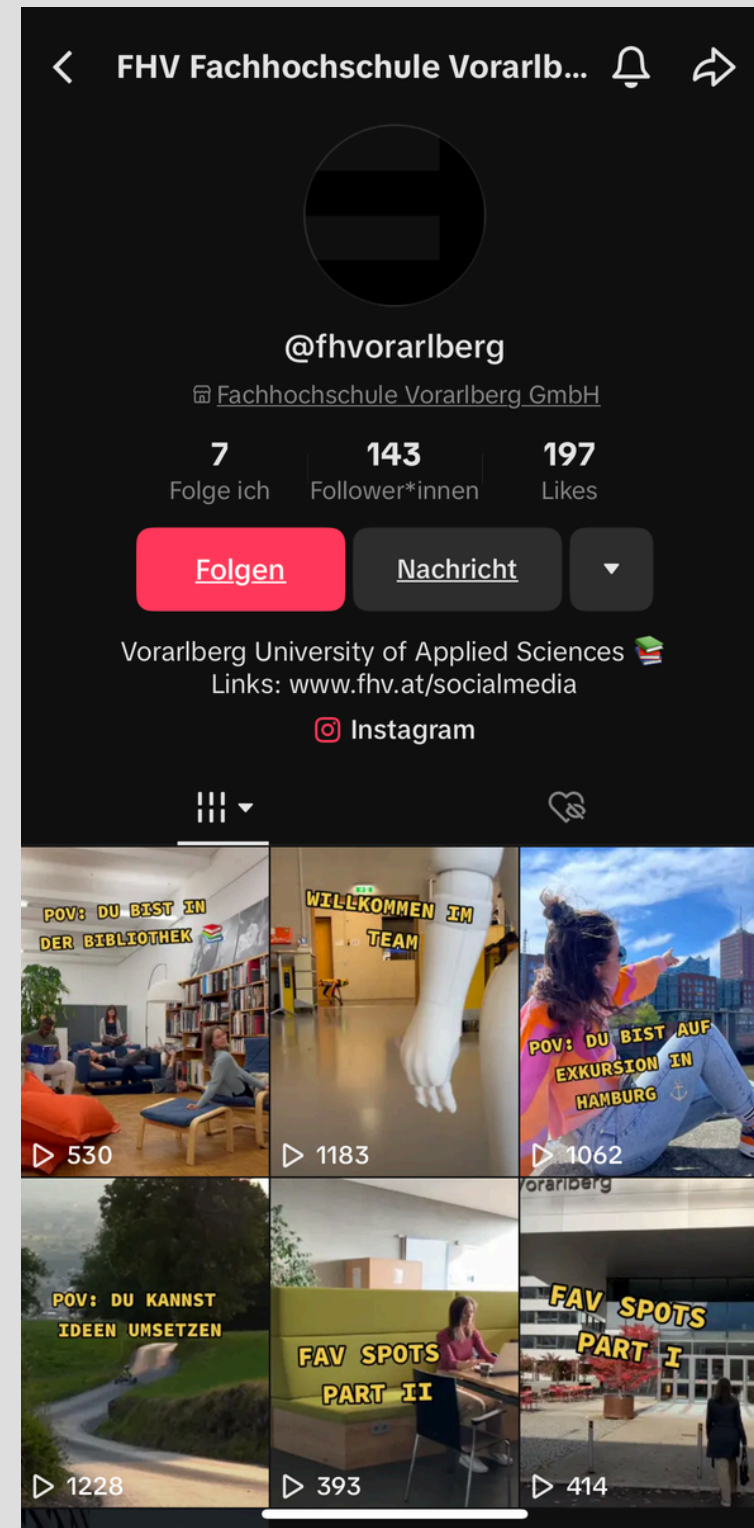 FHV Fachhochschule Vorarlb...
@fhvorarlberg
Fachhochschule Vorarlberg GmbH
7 143 197
Folge ich Follower*innen Likes
Folgen Nachricht
Vorarlberg University of Applied Sciences 📚
Links: www.fhv.at/socialmedia
Instagram
POV: DU BIST IN
DER BIBLIOTHEK 📚
530
WILLKOMMEN IM
TEAM
1183
POV: DU BIST AUF
EXKURSION IN
HAMBURG ⚓
1062
POV: DU KANNST
IDEEN UMSETZEN
1228
FAV SPOTS
PART II
393
Vorarlberg
FAV SPOTS
PART I
414